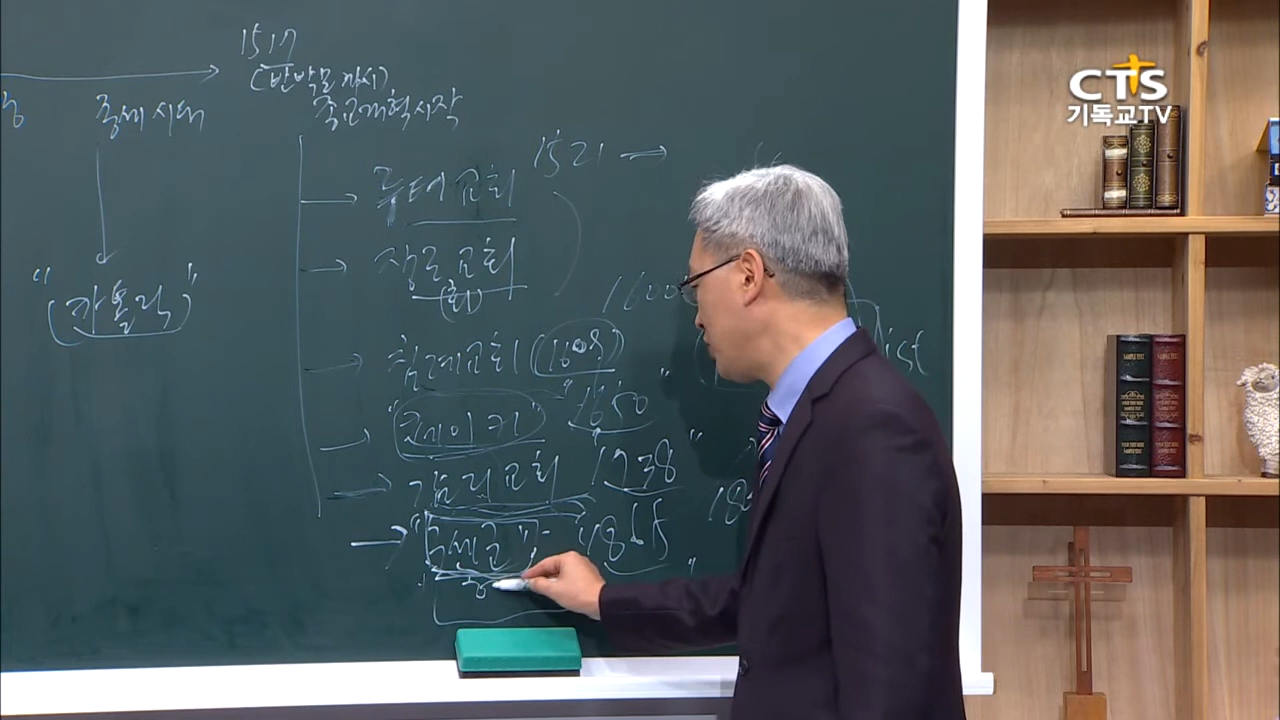 1517
(반박문 게시)
종교개혁시작
중세시대
"(카톨릭)"
루터교회 1521
장로교회
(회)
1600
침례교회 (1609)
"퀘이커" "1650"
감리교회 1738"
"구세군" 1865"
ist
CTS
기독교TV